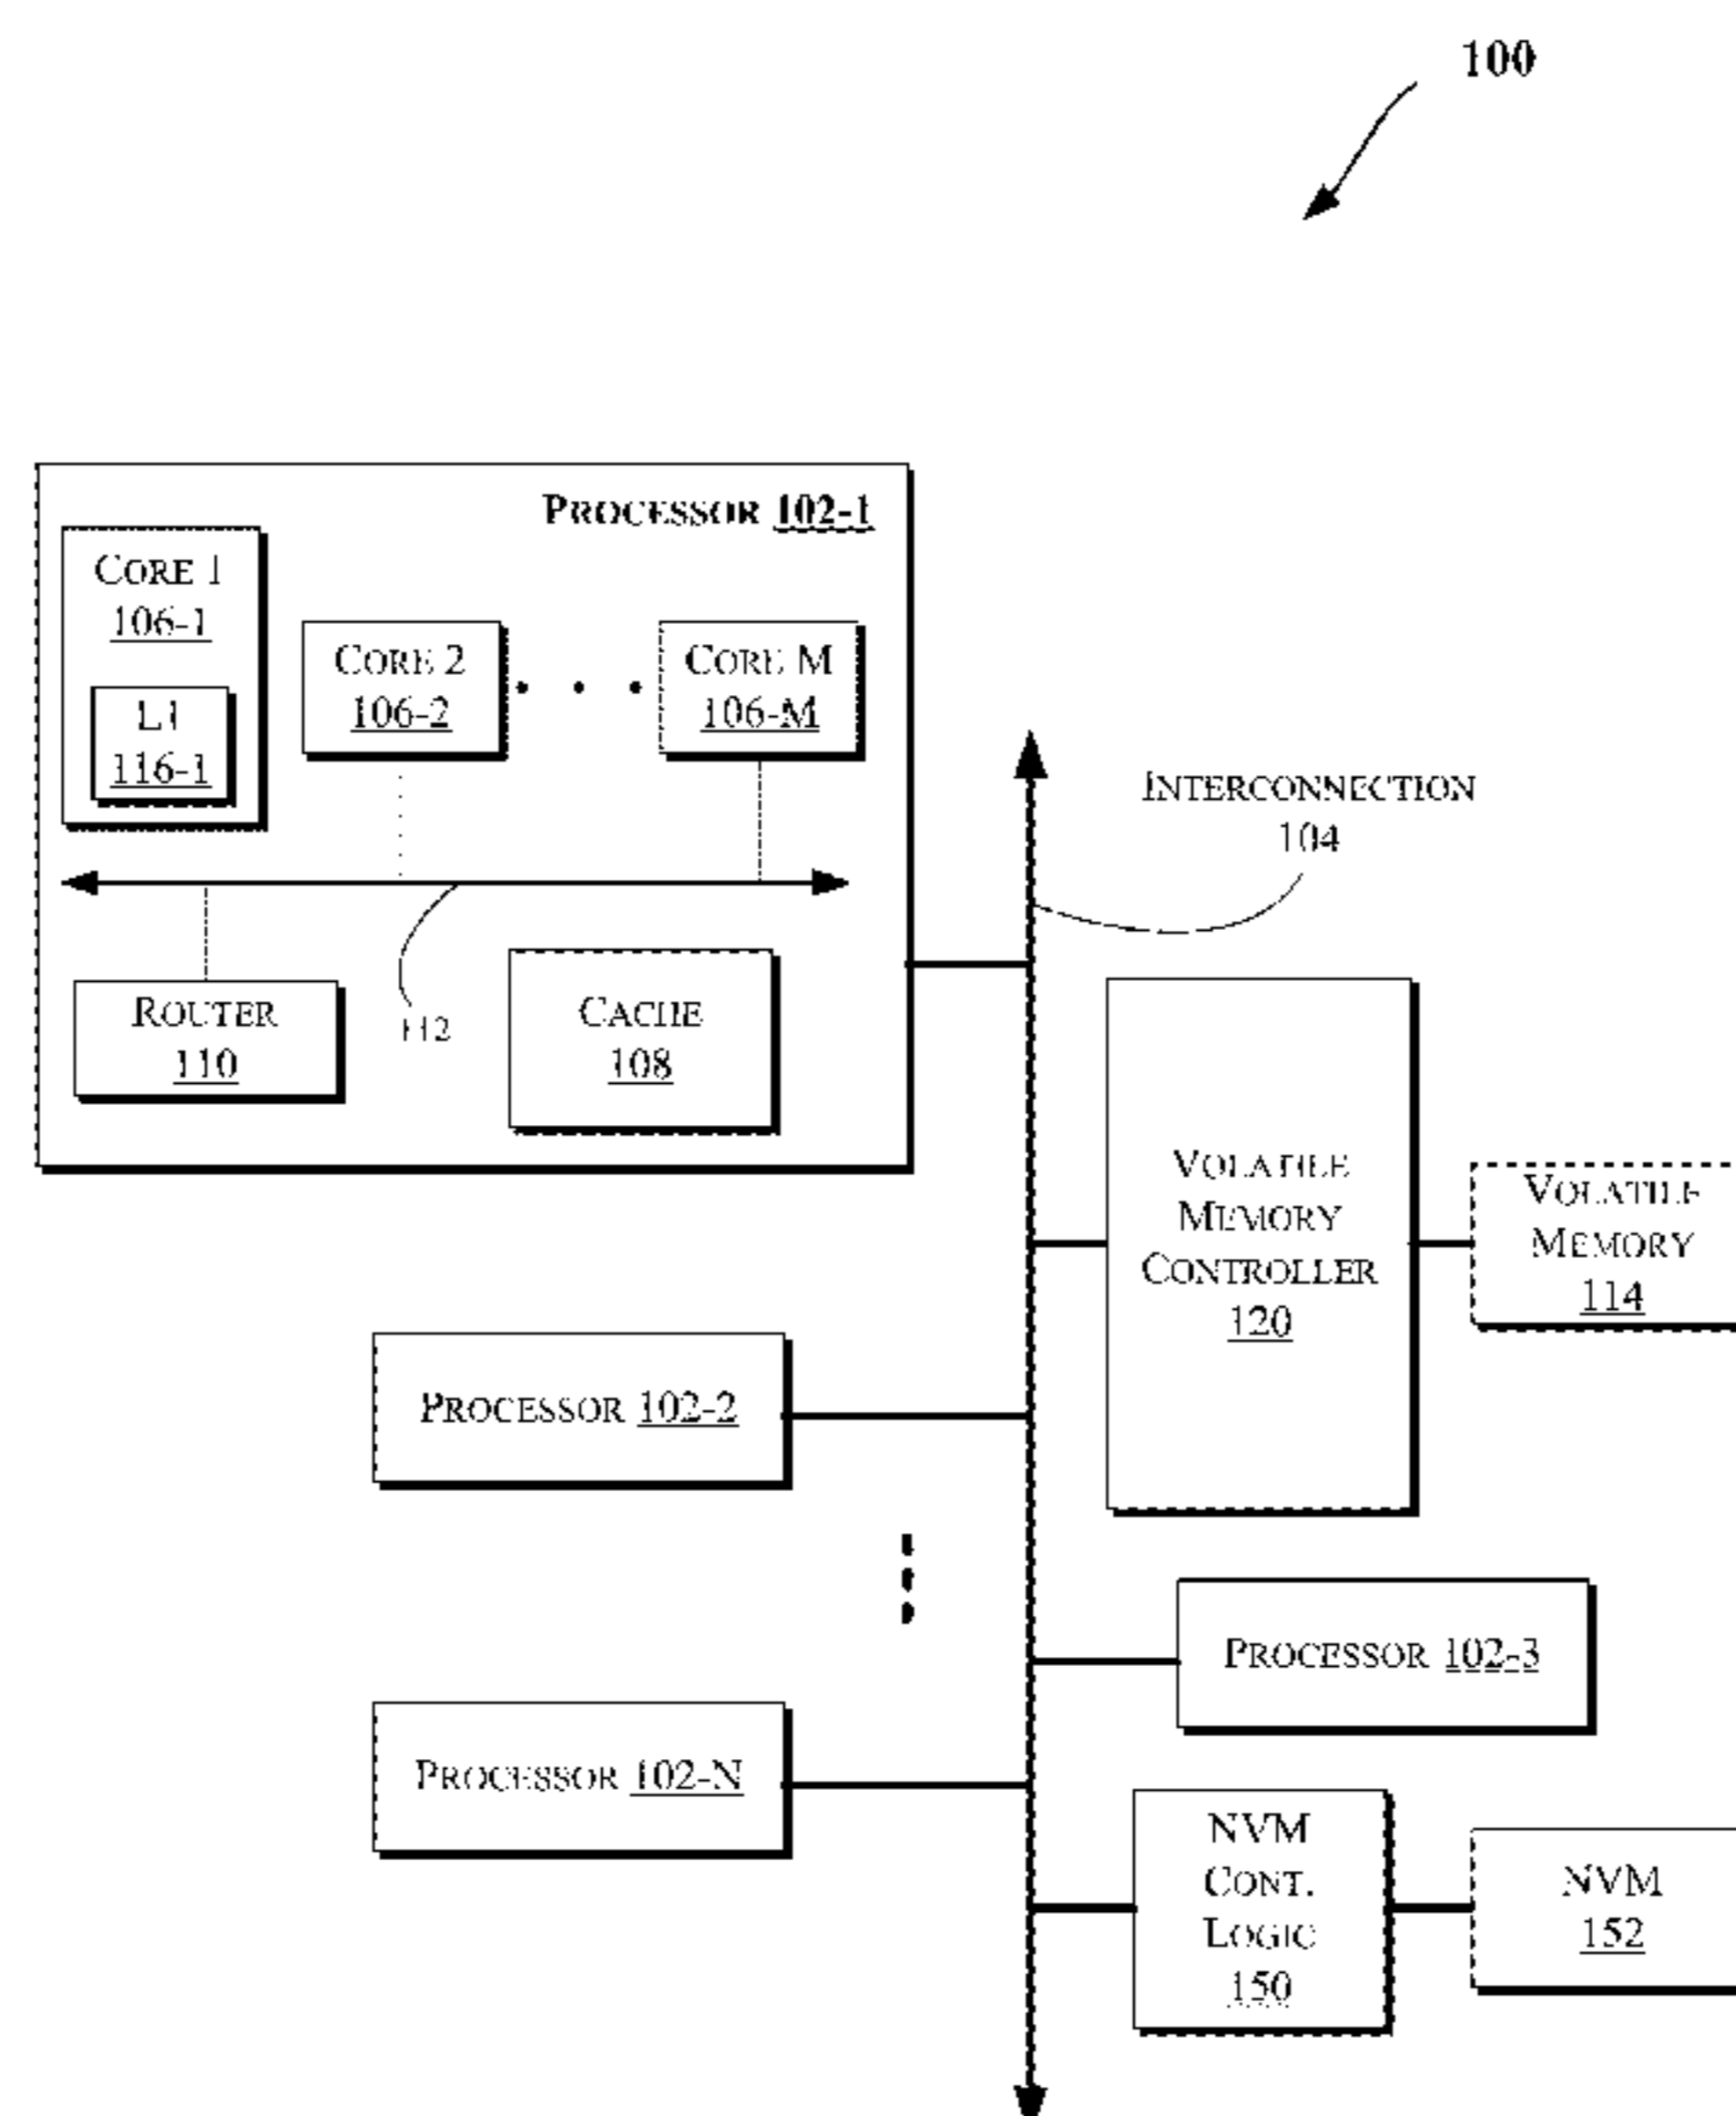 100
PROCESSOR 102-1
CORE 1
106-1
L1
116-1
CORE 2
106-2
CORE M
106-M
INTERCONNECTION
104
ROUTER
110
112
CACHE
108
VOLATILE
MEMORY
CONTROLLER
120
VOLATILE
MEMORY
114
PROCESSOR 102-2
PROCESSOR 102-3
PROCESSOR 102-N
NVM
CONT.
LOGIC
150
NVM
152